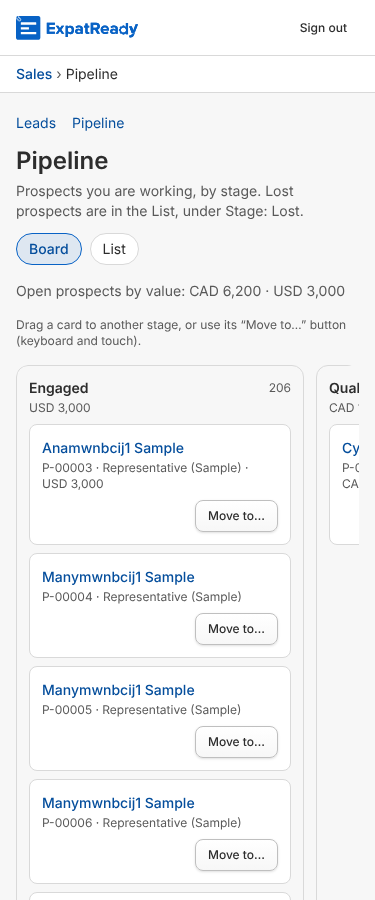 ExpatReady
Sign out
Sales › Pipeline
Leads Pipeline
Pipeline
Prospects you are working, by stage. Lost
prospects are in the List, under Stage: Lost.
Board List
Open prospects by value: CAD 6,200 · USD 3,000
Drag a card to another stage, or use its “Move to…” button
(keyboard and touch).
Engaged 206
USD 3,000
Anamwnbcij1 Sample
P-00003 · Representative (Sample) ·
USD 3,000
Move to…
Manymwnbcij1 Sample
P-00004 · Representative (Sample)
Move to…
Manymwnbcij1 Sample
P-00005 · Representative (Sample)
Move to…
Manymwnbcij1 Sample
P-00006 · Representative (Sample)
Move to…
CAD